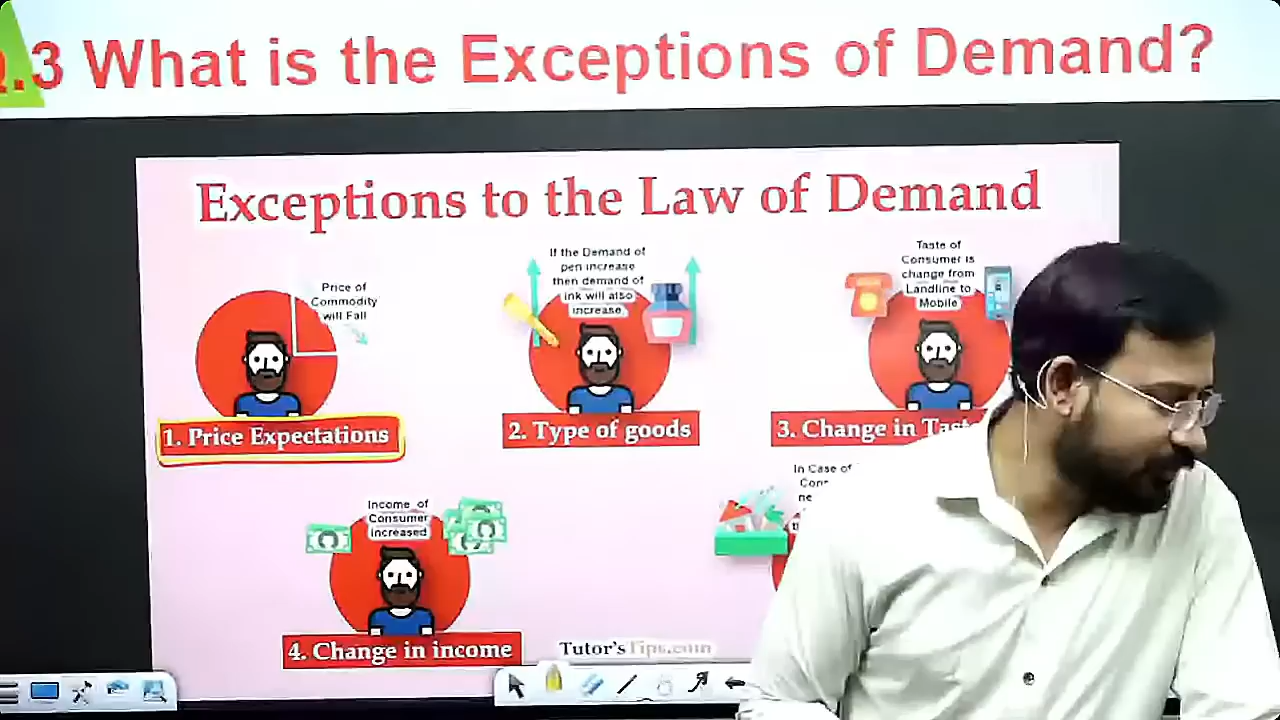 .3 What is the Exceptions of Demand?
Exceptions to the Law of Demand
Price of
Commodity
will Fall
1. Price Expectations
If the Demand of
pen increase
then demand of
ink will also
increase.
2. Type of goods
Taste of
Consumer is
change from
Landline to
Mobile
3. Change in
Income of
Consumer
increased
4. Change in income
In Case of
Tutor'sTips.com